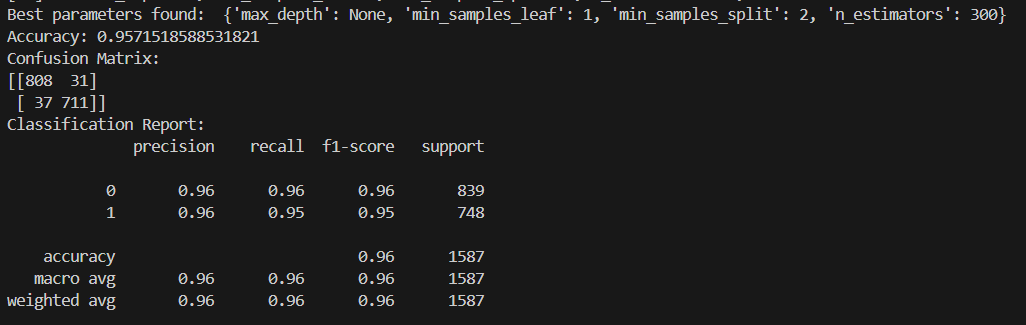 Best parameters found:  {'max_depth': None, 'min_samples_leaf': 1, 'min_samples_split': 2, 'n_estimators': 300}
Accuracy: 0.9571518588531821
Confusion Matrix:
[[808  31]
 [ 37 711]]
Classification Report:
              precision    recall  f1-score   support

           0       0.96      0.96      0.96       839
           1       0.96      0.95      0.95       748

    accuracy                           0.96      1587
   macro avg       0.96      0.96      0.96      1587
weighted avg       0.96      0.96      0.96      1587